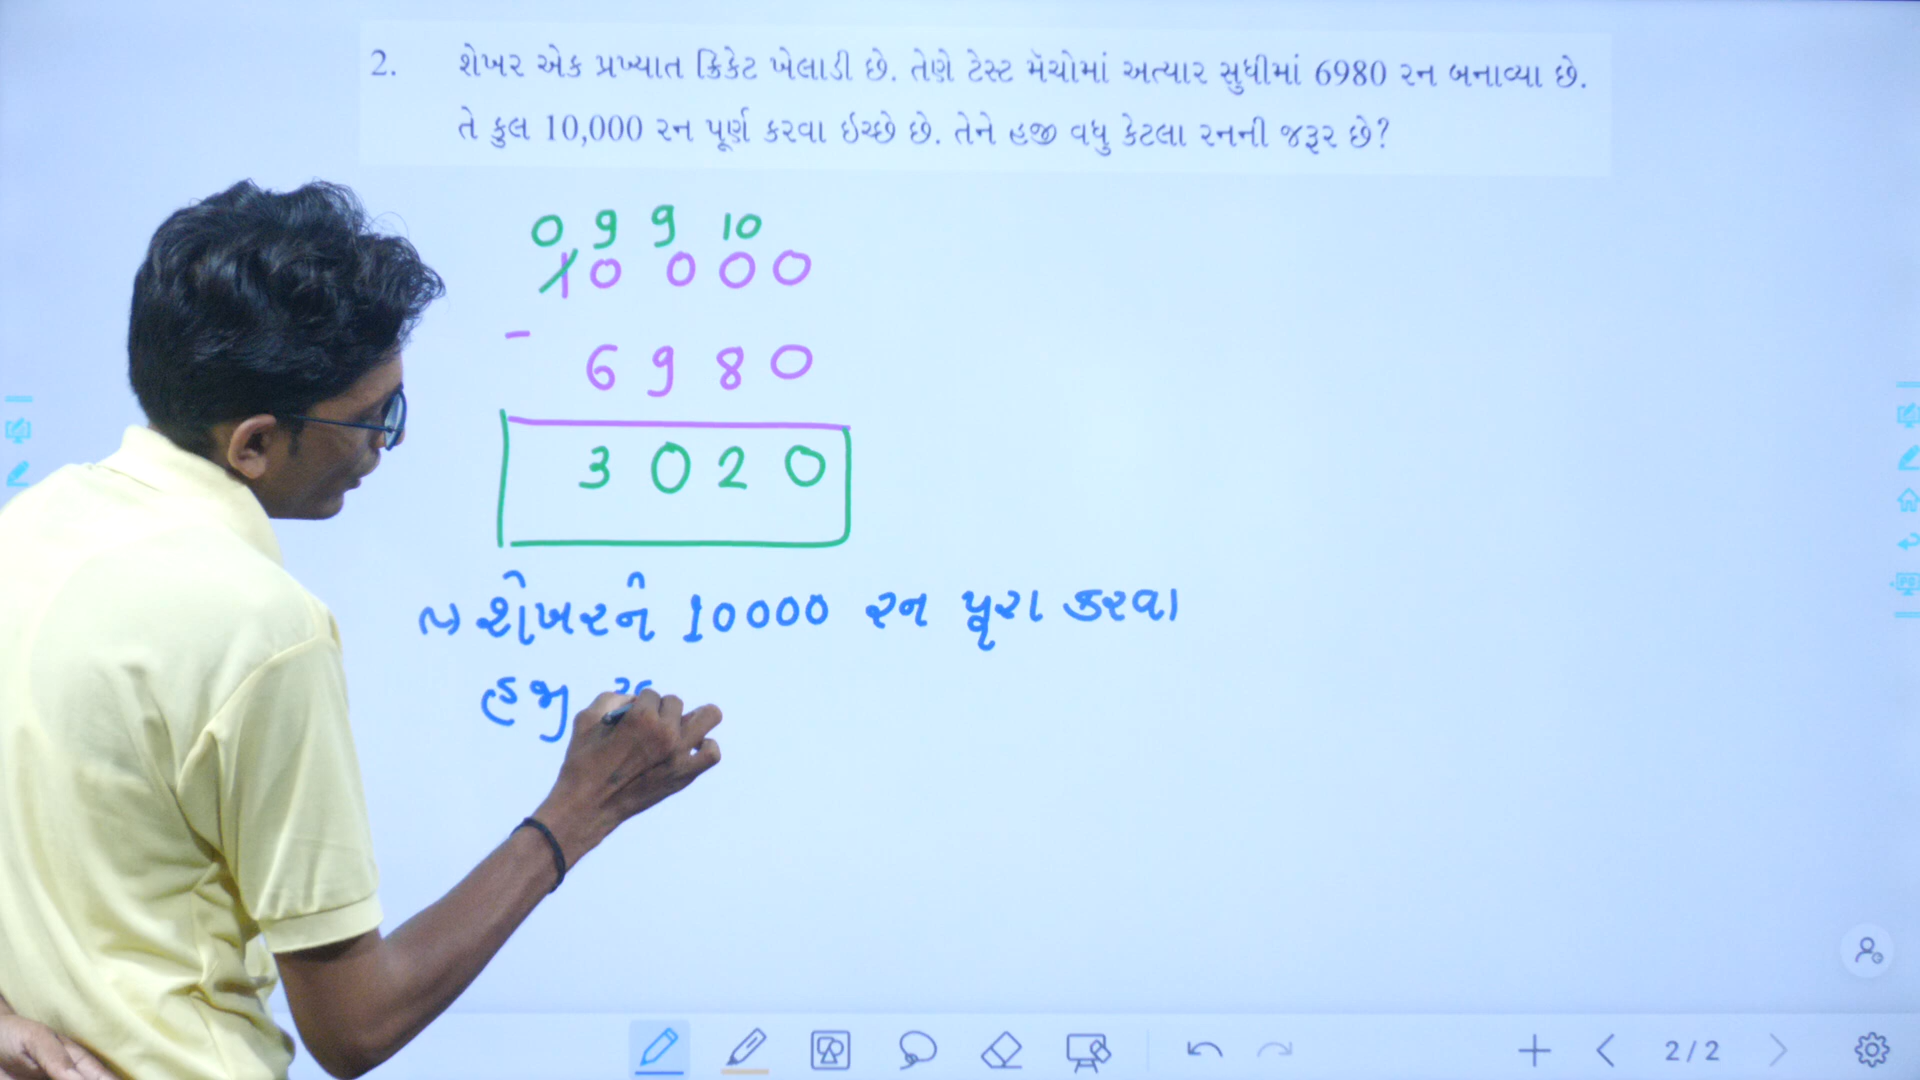 2. શેખર એક પ્રખ્યાત ક્રિકેટ ખેલાડી છે. તેણે ટેસ્ટ મૅચોમાં અત્યાર સુધીમાં 6980 રન બનાવ્યા છે.
તે કુલ 10,000 રન પૂર્ણ કરવા ઇચ્છે છે. તેને હજી વધુ કેટલા રનની જરૂર છે?
0 9 9 10
1 0 0 0 0
- 6 9 8 0
3 0 2 0
શેખરને 10000 રન પૂરા કરવા
હજી
2/2